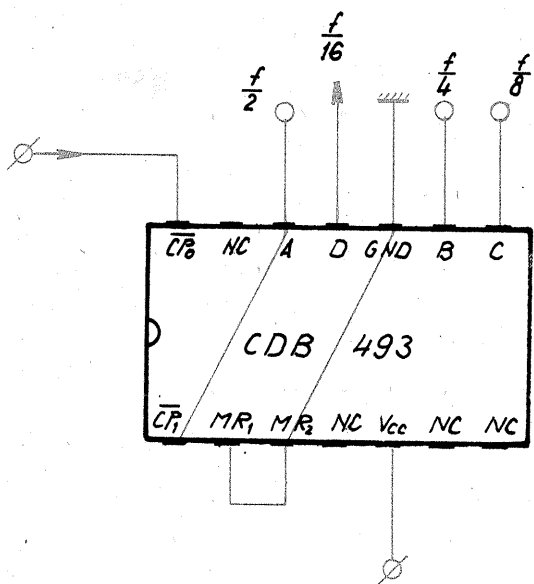 f/2
f/16
f/4
f/8
CP̅₀ NC A D GND B C
CDB 493
CP̅₁ MR₁ MR₂ NC Vcc NC NC